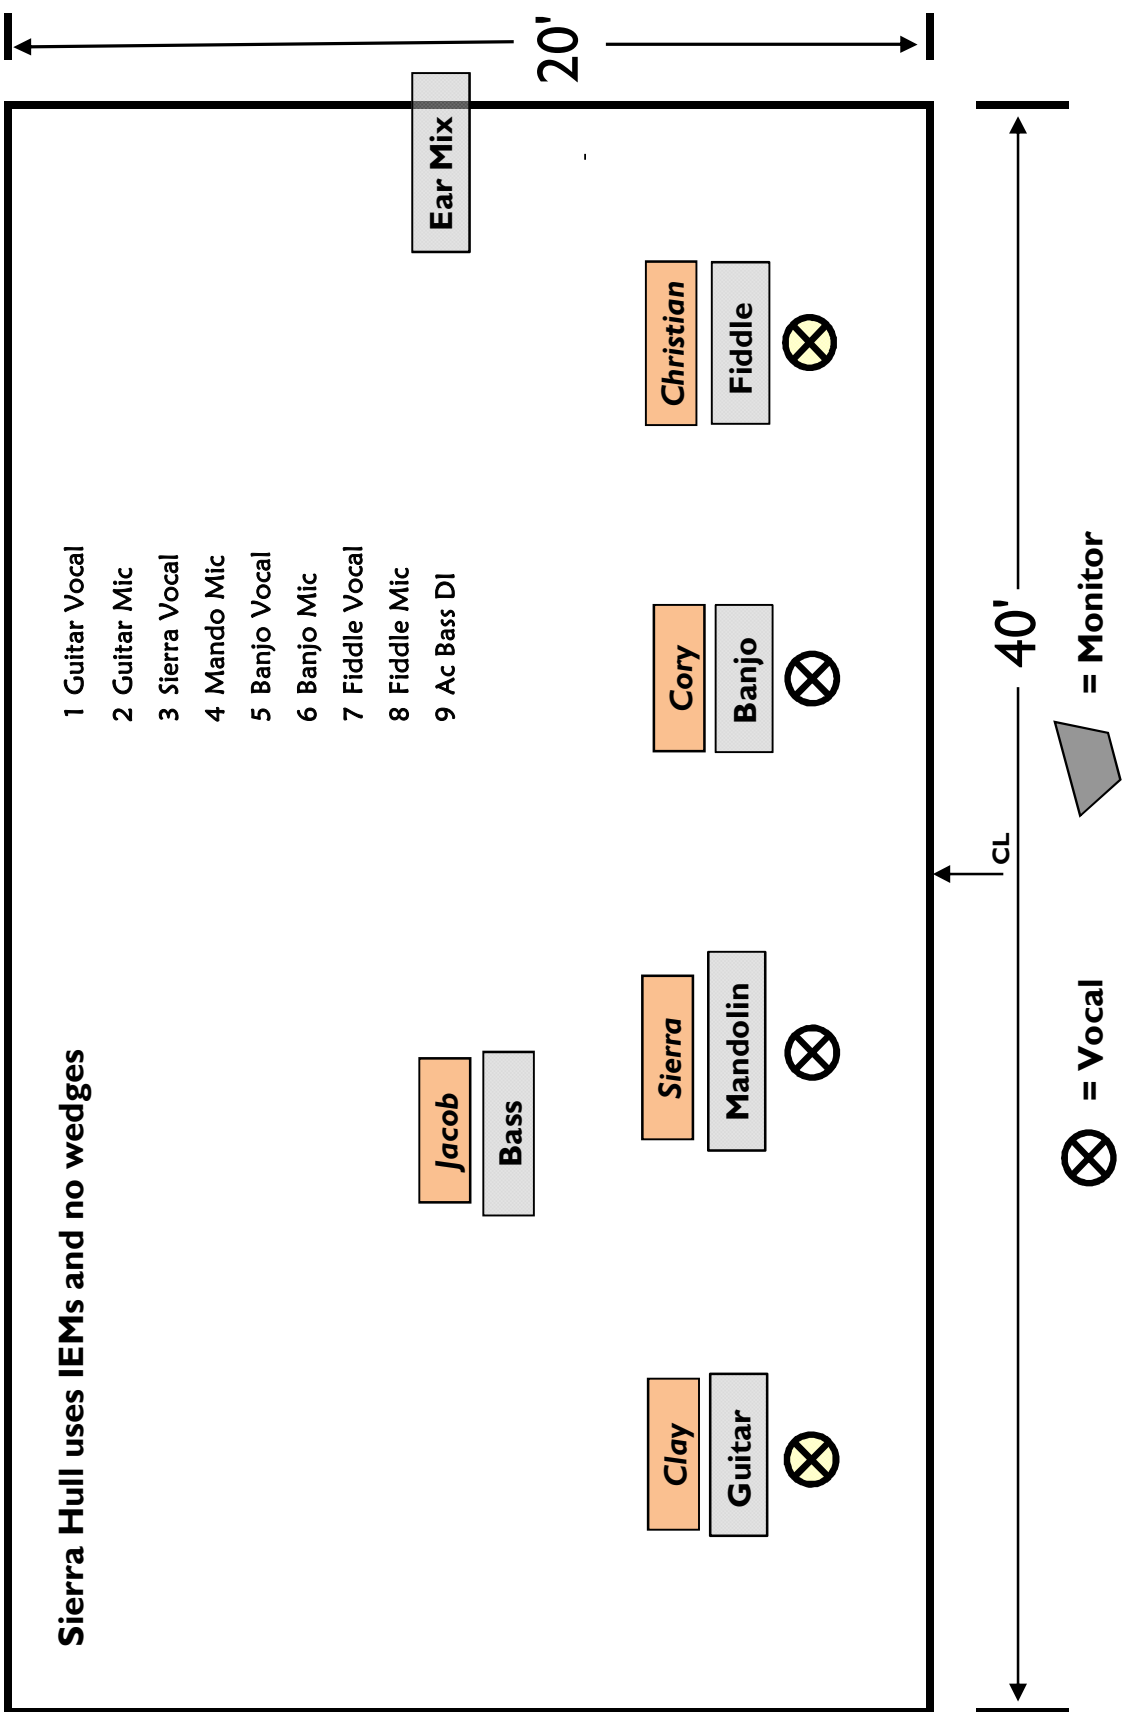 Sierra Hull uses IEMs and no wedges
1 Guitar Vocal
2 Guitar Mic
3 Sierra Vocal
4 Mando Mic
5 Banjo Vocal
6 Banjo Mic
7 Fiddle Vocal
8 Fiddle Mic
9 Ac Bass DI
Ear Mix
20'
Jacob
Bass
Clay
Guitar
Sierra
Mandolin
Cory
Banjo
Christian
Fiddle
CL
40'
= Vocal
= Monitor